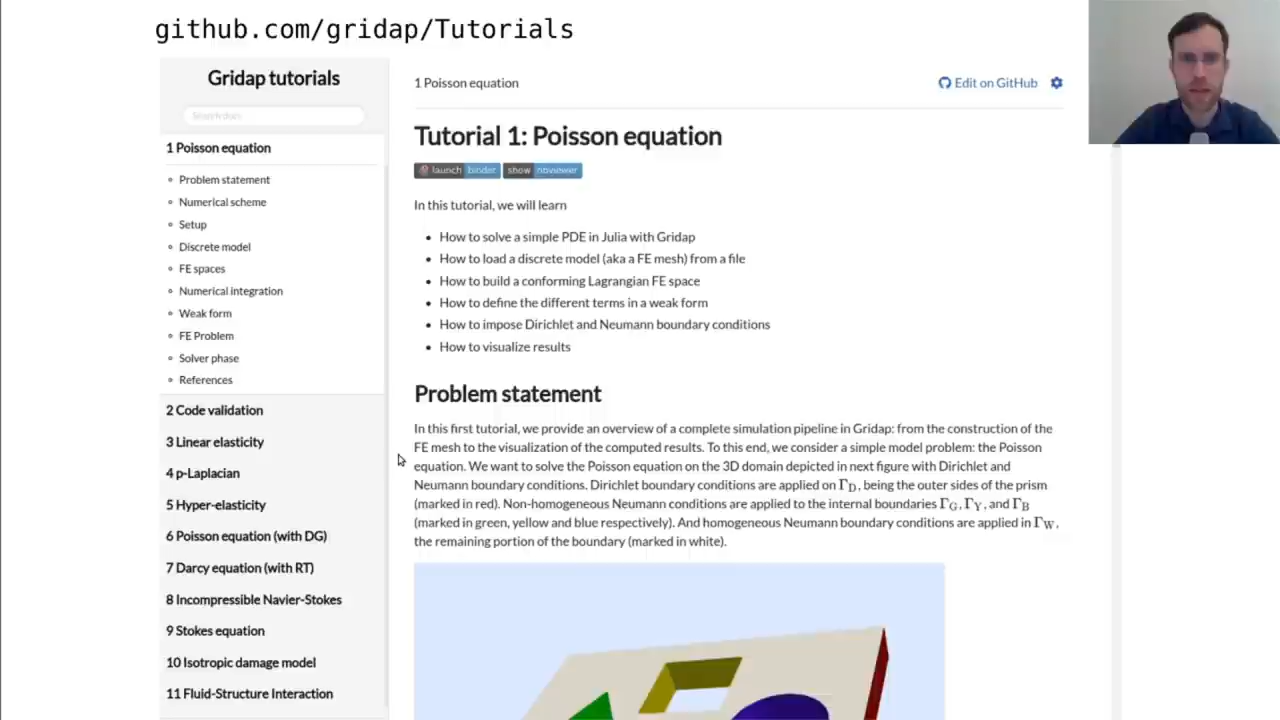 github.com/gridap/Tutorials
Gridap tutorials
Search docs
1 Poisson equation
Problem statement
Numerical scheme
Setup
Discrete model
FE spaces
Numerical integration
Weak form
FE Problem
Solver phase
References
2 Code validation
3 Linear elasticity
4 p-Laplacian
5 Hyper-elasticity
6 Poisson equation (with DG)
7 Darcy equation (with RT)
8 Incompressible Navier-Stokes
9 Stokes equation
10 Isotropic damage model
11 Fluid-Structure Interaction
1 Poisson equation
Edit on GitHub
Tutorial 1: Poisson equation
launch binder show nbviewer
In this tutorial, we will learn
How to solve a simple PDE in Julia with Gridap
How to load a discrete model (aka a FE mesh) from a file
How to build a conforming Lagrangian FE space
How to define the different terms in a weak form
How to impose Dirichlet and Neumann boundary conditions
How to visualize results
Problem statement
In this first tutorial, we provide an overview of a complete simulation pipeline in Gridap: from the construction of the
FE mesh to the visualization of the computed results. To this end, we consider a simple model problem: the Poisson
equation. We want to solve the Poisson equation on the 3D domain depicted in next figure with Dirichlet and
Neumann boundary conditions. Dirichlet boundary conditions are applied on Γ_D, being the outer sides of the prism
(marked in red). Non-homogeneous Neumann conditions are applied to the internal boundaries Γ_G, Γ_Y, and Γ_B
(marked in green, yellow and blue respectively). And homogeneous Neumann boundary conditions are applied in Γ_W,
the remaining portion of the boundary (marked in white).